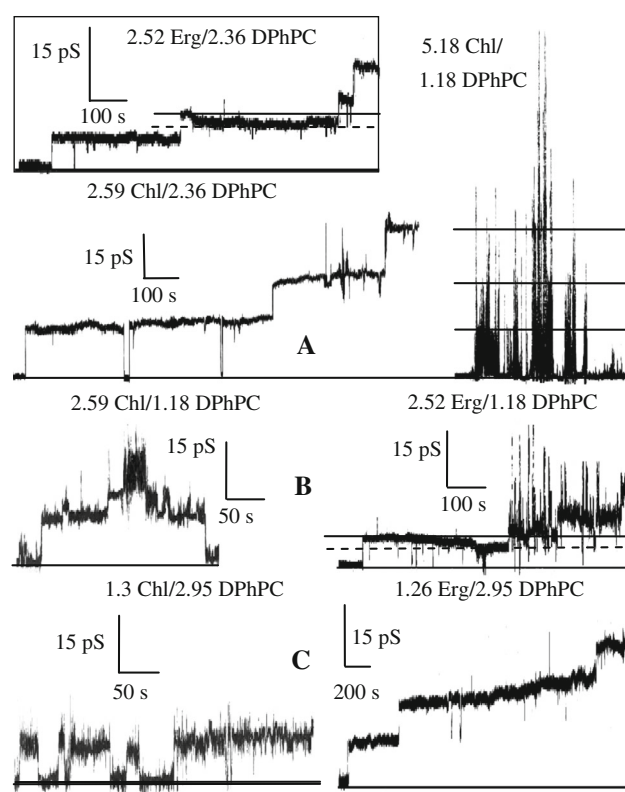 2.52 Erg/2.36 DPhPC
15 pS
100 s
5.18 Chl/
1.18 DPhPC
2.59 Chl/2.36 DPhPC
15 pS
100 s
A
2.59 Chl/1.18 DPhPC
2.52 Erg/1.18 DPhPC
15 pS
50 s
B
15 pS
100 s
1.3 Chl/2.95 DPhPC
1.26 Erg/2.95 DPhPC
15 pS
50 s
C
15 pS
200 s